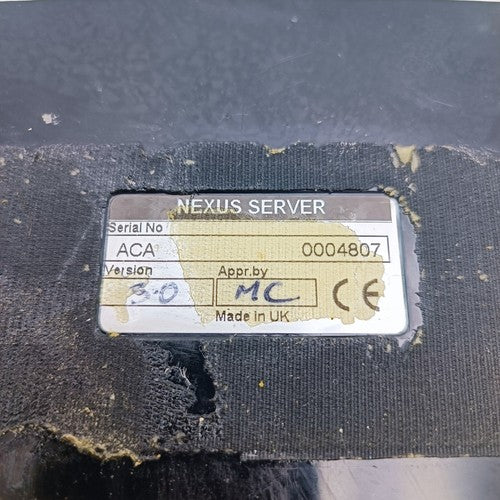 NEXUS SERVER
Serial No
ACA 0004807
Version Appr.by
3.0 MC CE
Made in UK